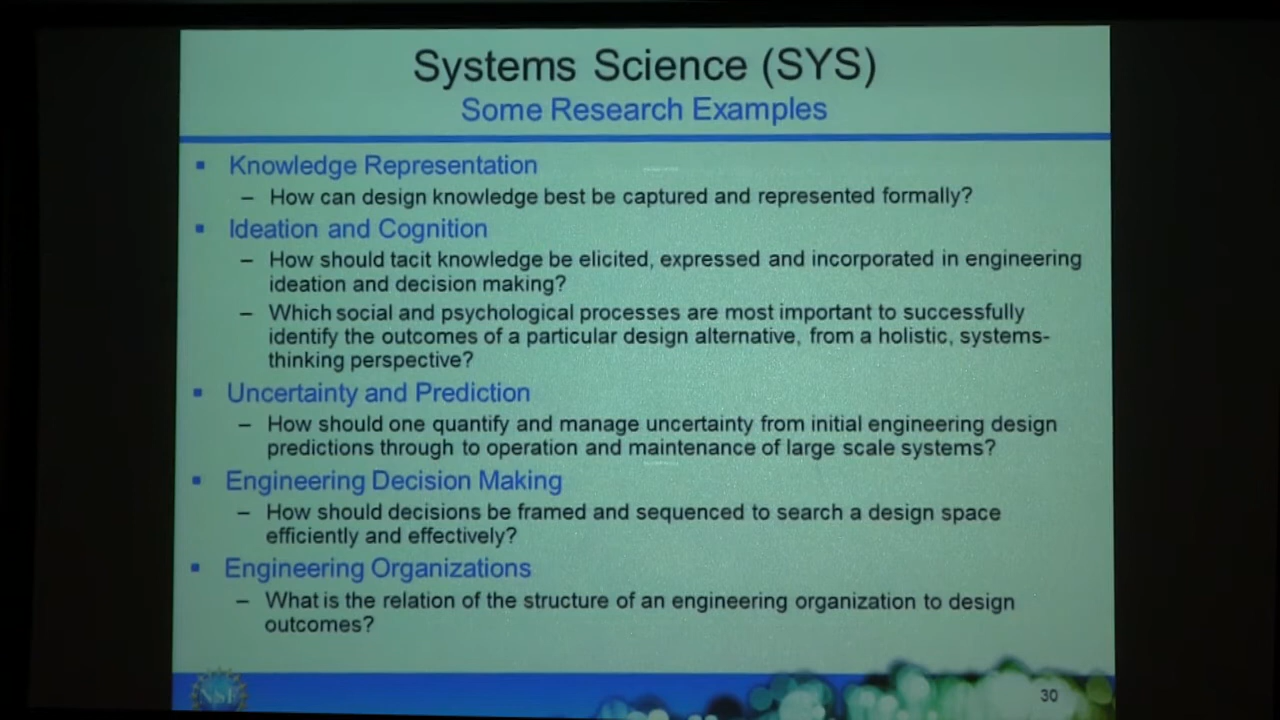 Systems Science (SYS)
Some Research Examples
▪ Knowledge Representation
– How can design knowledge best be captured and represented formally?
▪ Ideation and Cognition
– How should tacit knowledge be elicited, expressed and incorporated in engineering
ideation and decision making?
– Which social and psychological processes are most important to successfully
identify the outcomes of a particular design alternative, from a holistic, systems-
thinking perspective?
▪ Uncertainty and Prediction
– How should one quantify and manage uncertainty from initial engineering design
predictions through to operation and maintenance of large scale systems?
▪ Engineering Decision Making
– How should decisions be framed and sequenced to search a design space
efficiently and effectively?
▪ Engineering Organizations
– What is the relation of the structure of an engineering organization to design
outcomes?
NSF
30